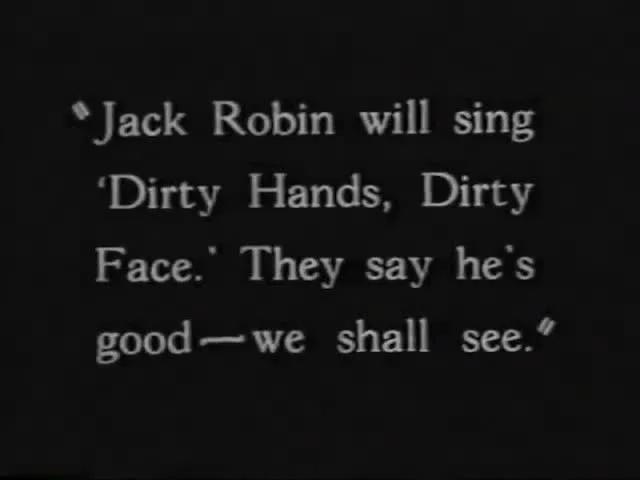 "Jack Robin will sing
'Dirty Hands, Dirty
Face.' They say he's
good—we shall see."